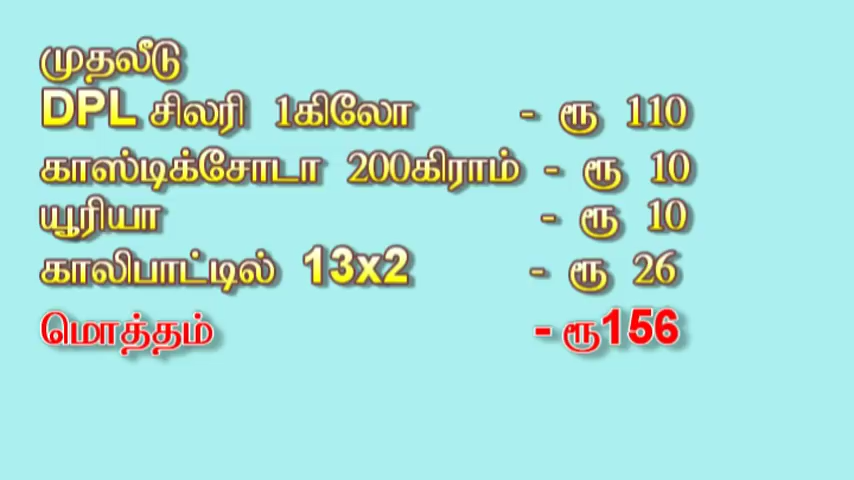 முதலீடு
DPL சிலரி 1கிலோ - ரூ 110
காஸ்டிக்சோடா 200கிராம் - ரூ 10
யூரியா - ரூ 10
காலிபாட்டில் 13x2 - ரூ 26
மொத்தம் - ரூ156